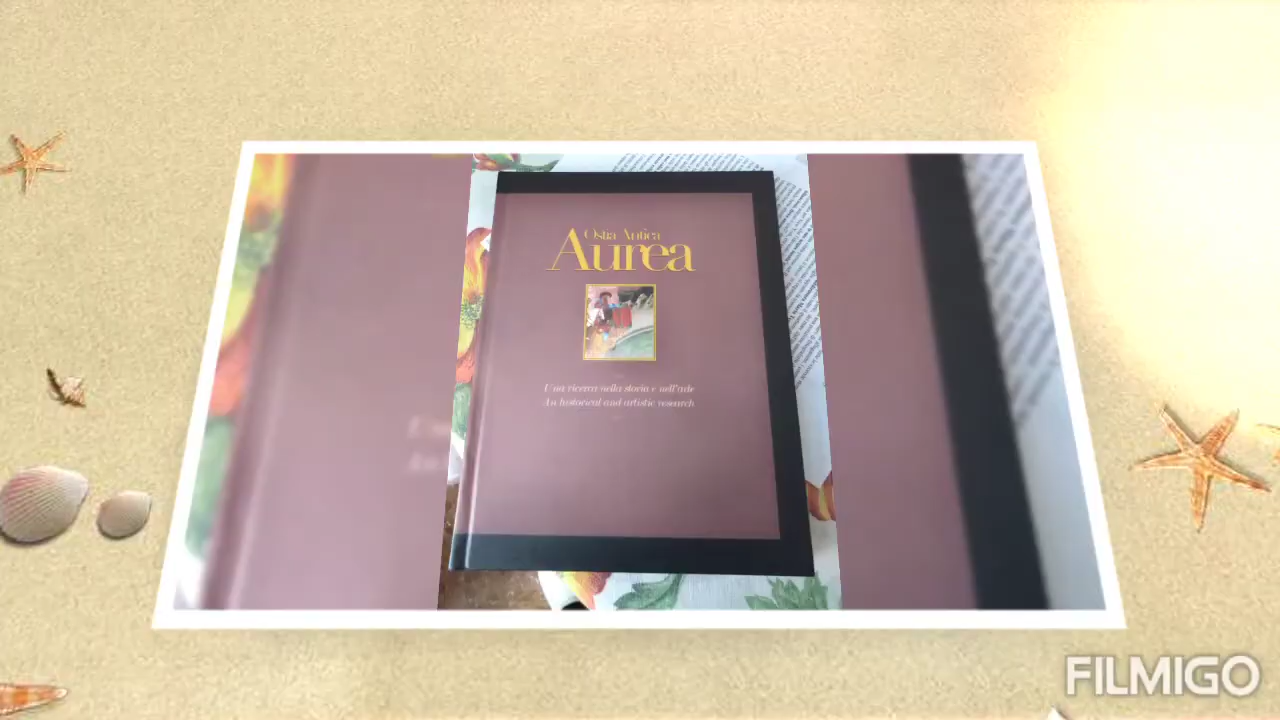 Ostia Antica
Aurea
Una ricerca nella storia e nell'arte
An historical and artistic research
FILMIGO